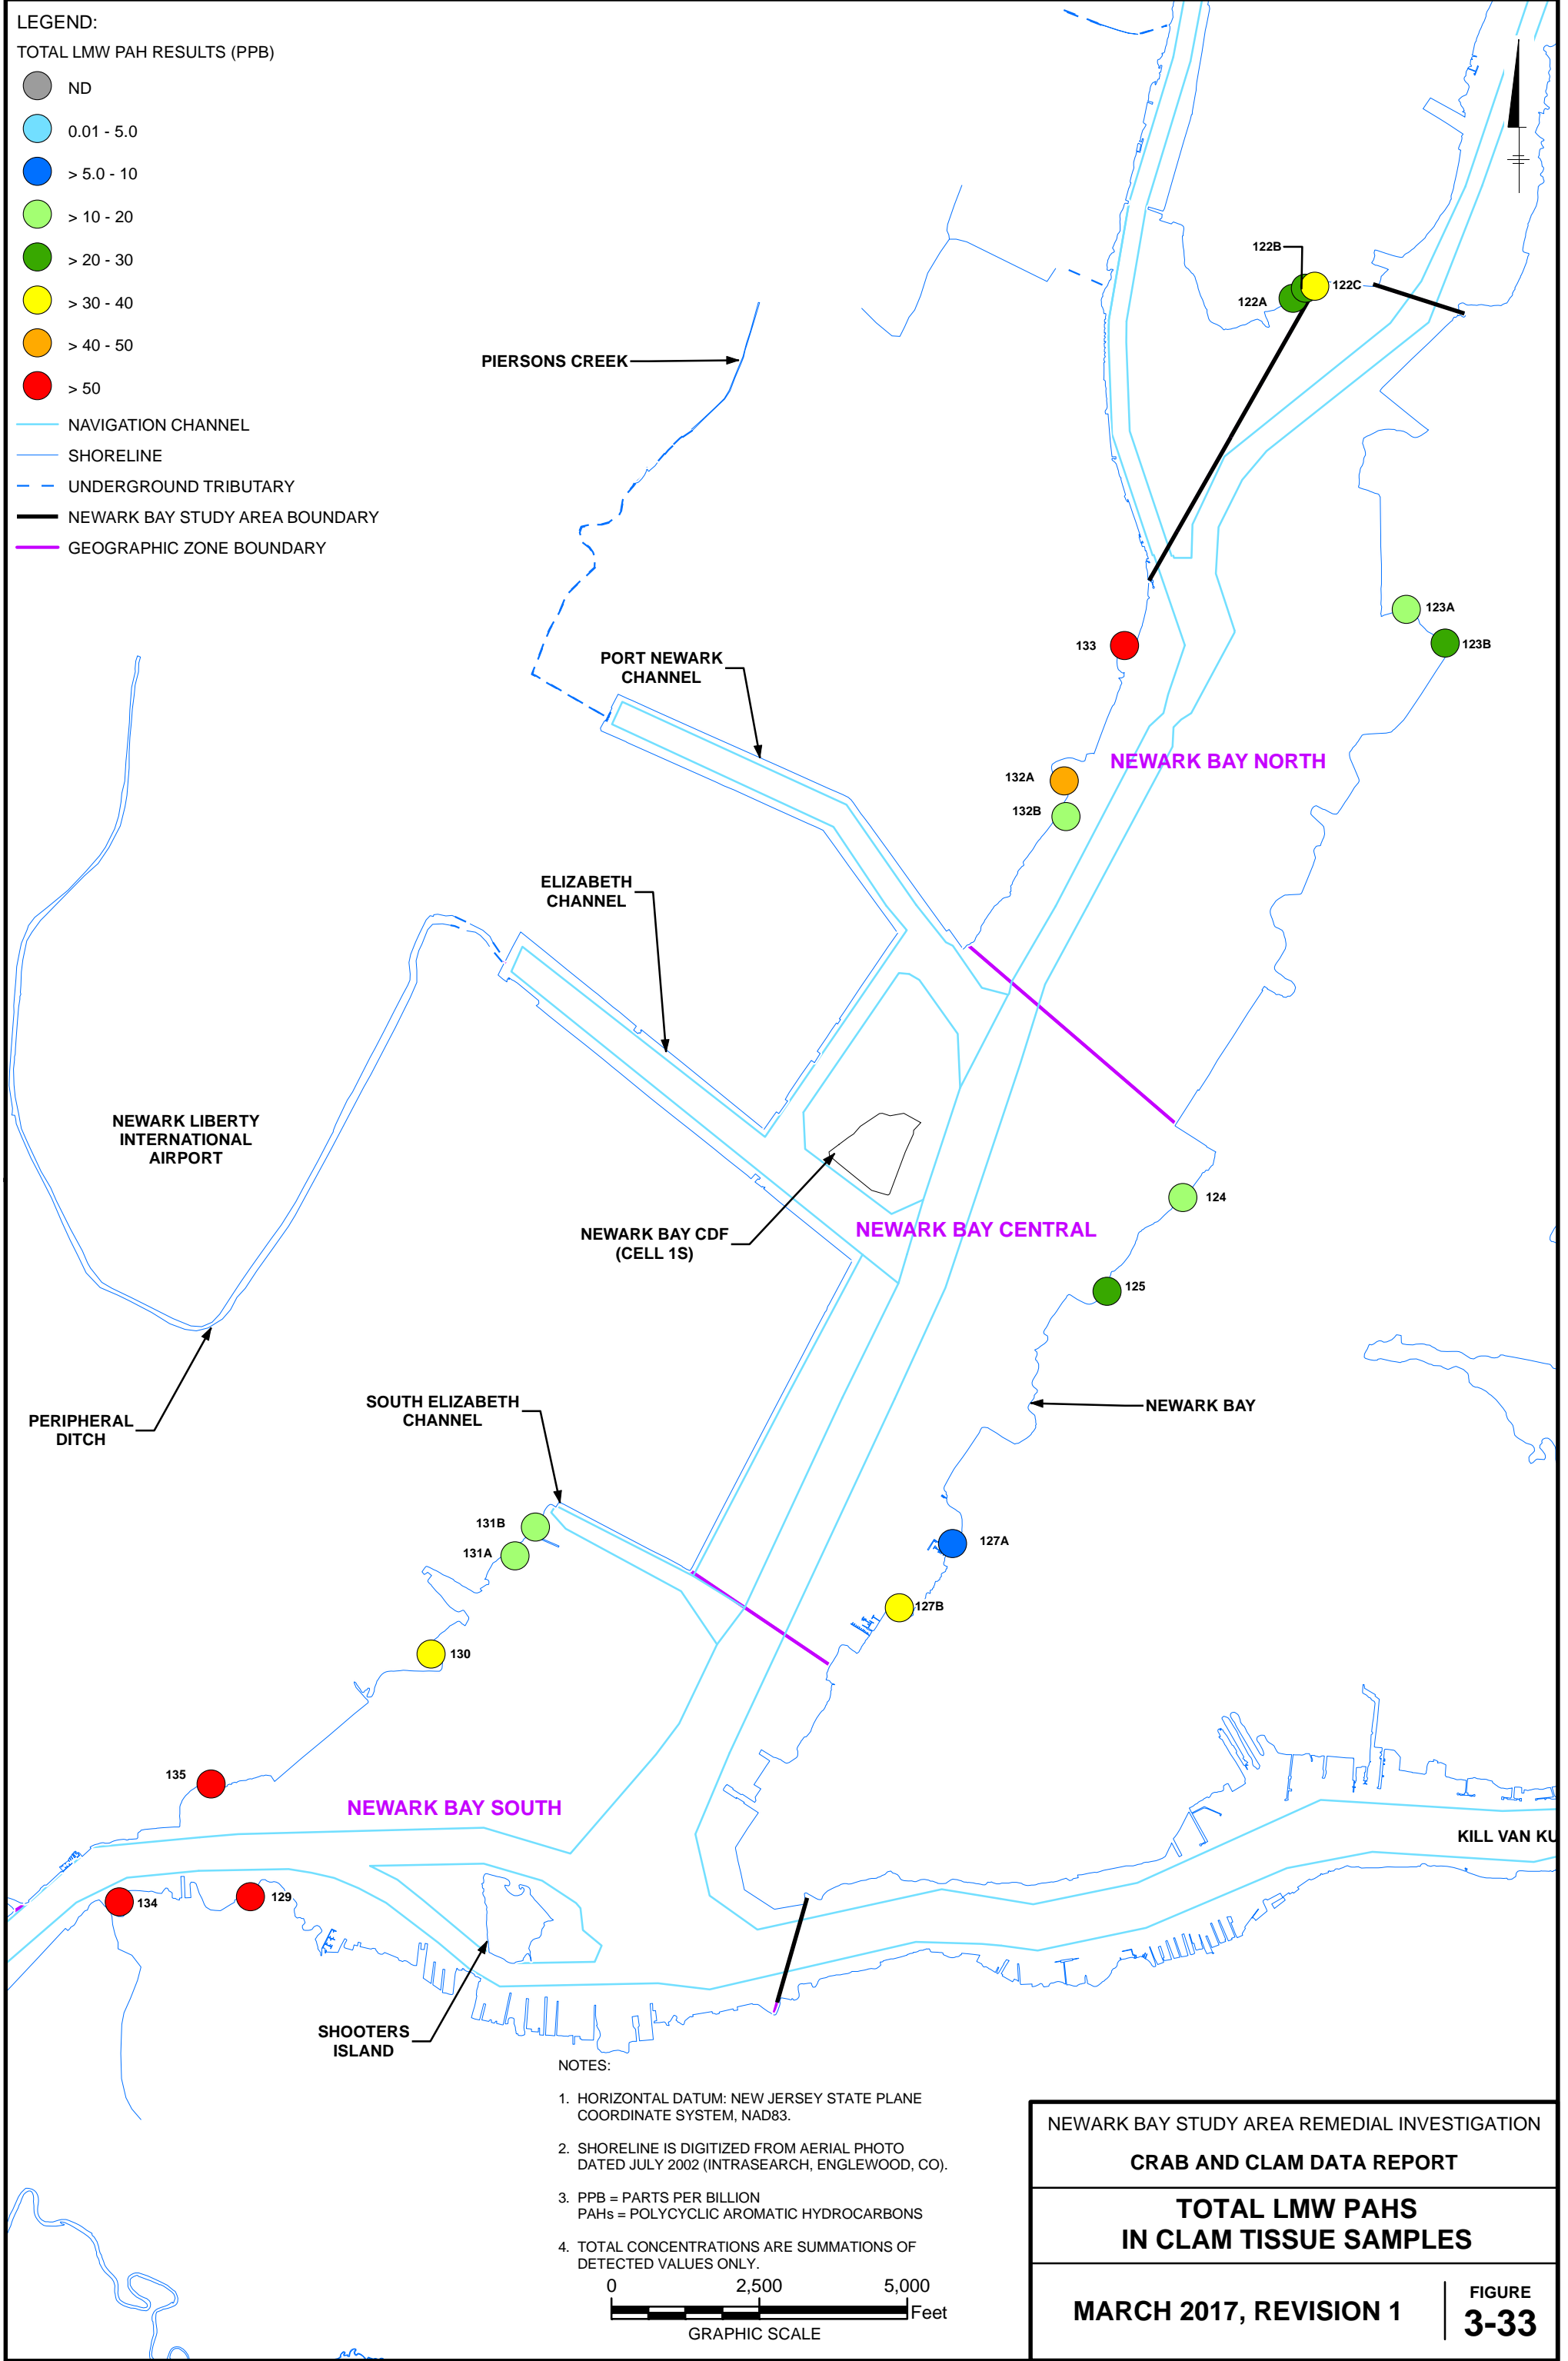 LEGEND:
TOTAL LMW PAH RESULTS (PPB)
ND
0.01 - 5.0
> 5.0 - 10
> 10 - 20
> 20 - 30
> 30 - 40
> 40 - 50
> 50
NAVIGATION CHANNEL
SHORELINE
UNDERGROUND TRIBUTARY
NEWARK BAY STUDY AREA BOUNDARY
GEOGRAPHIC ZONE BOUNDARY
122B
122A
122C
PIERSONS CREEK
123A
123B
133
PORT NEWARK
CHANNEL
NEWARK BAY NORTH
132A
132B
ELIZABETH
CHANNEL
NEWARK LIBERTY
INTERNATIONAL
AIRPORT
124
NEWARK BAY CDF
(CELL 1S)
NEWARK BAY CENTRAL
125
SOUTH ELIZABETH
CHANNEL
NEWARK BAY
PERIPHERAL
DITCH
131B
131A
127A
127B
130
135
NEWARK BAY SOUTH
KILL VAN KU
134
129
SHOOTERS
ISLAND
NOTES:
1. HORIZONTAL DATUM: NEW JERSEY STATE PLANE
COORDINATE SYSTEM, NAD83.
2. SHORELINE IS DIGITIZED FROM AERIAL PHOTO
DATED JULY 2002 (INTRASEARCH, ENGLEWOOD, CO).
3. PPB = PARTS PER BILLION
PAHs = POLYCYCLIC AROMATIC HYDROCARBONS
4. TOTAL CONCENTRATIONS ARE SUMMATIONS OF
DETECTED VALUES ONLY.
0 2,500 5,000
Feet
GRAPHIC SCALE
NEWARK BAY STUDY AREA REMEDIAL INVESTIGATION
CRAB AND CLAM DATA REPORT
TOTAL LMW PAHS
IN CLAM TISSUE SAMPLES
MARCH 2017, REVISION 1
FIGURE
3-33